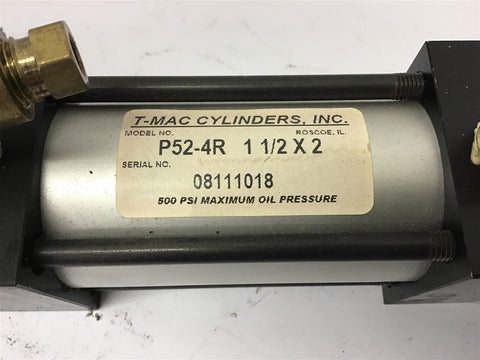 T-MAC CYLINDERS, INC.
MODEL NO. ROSCOE, IL.
P52-4R 1 1/2 X 2
SERIAL NO.
08111018
500 PSI MAXIMUM OIL PRESSURE